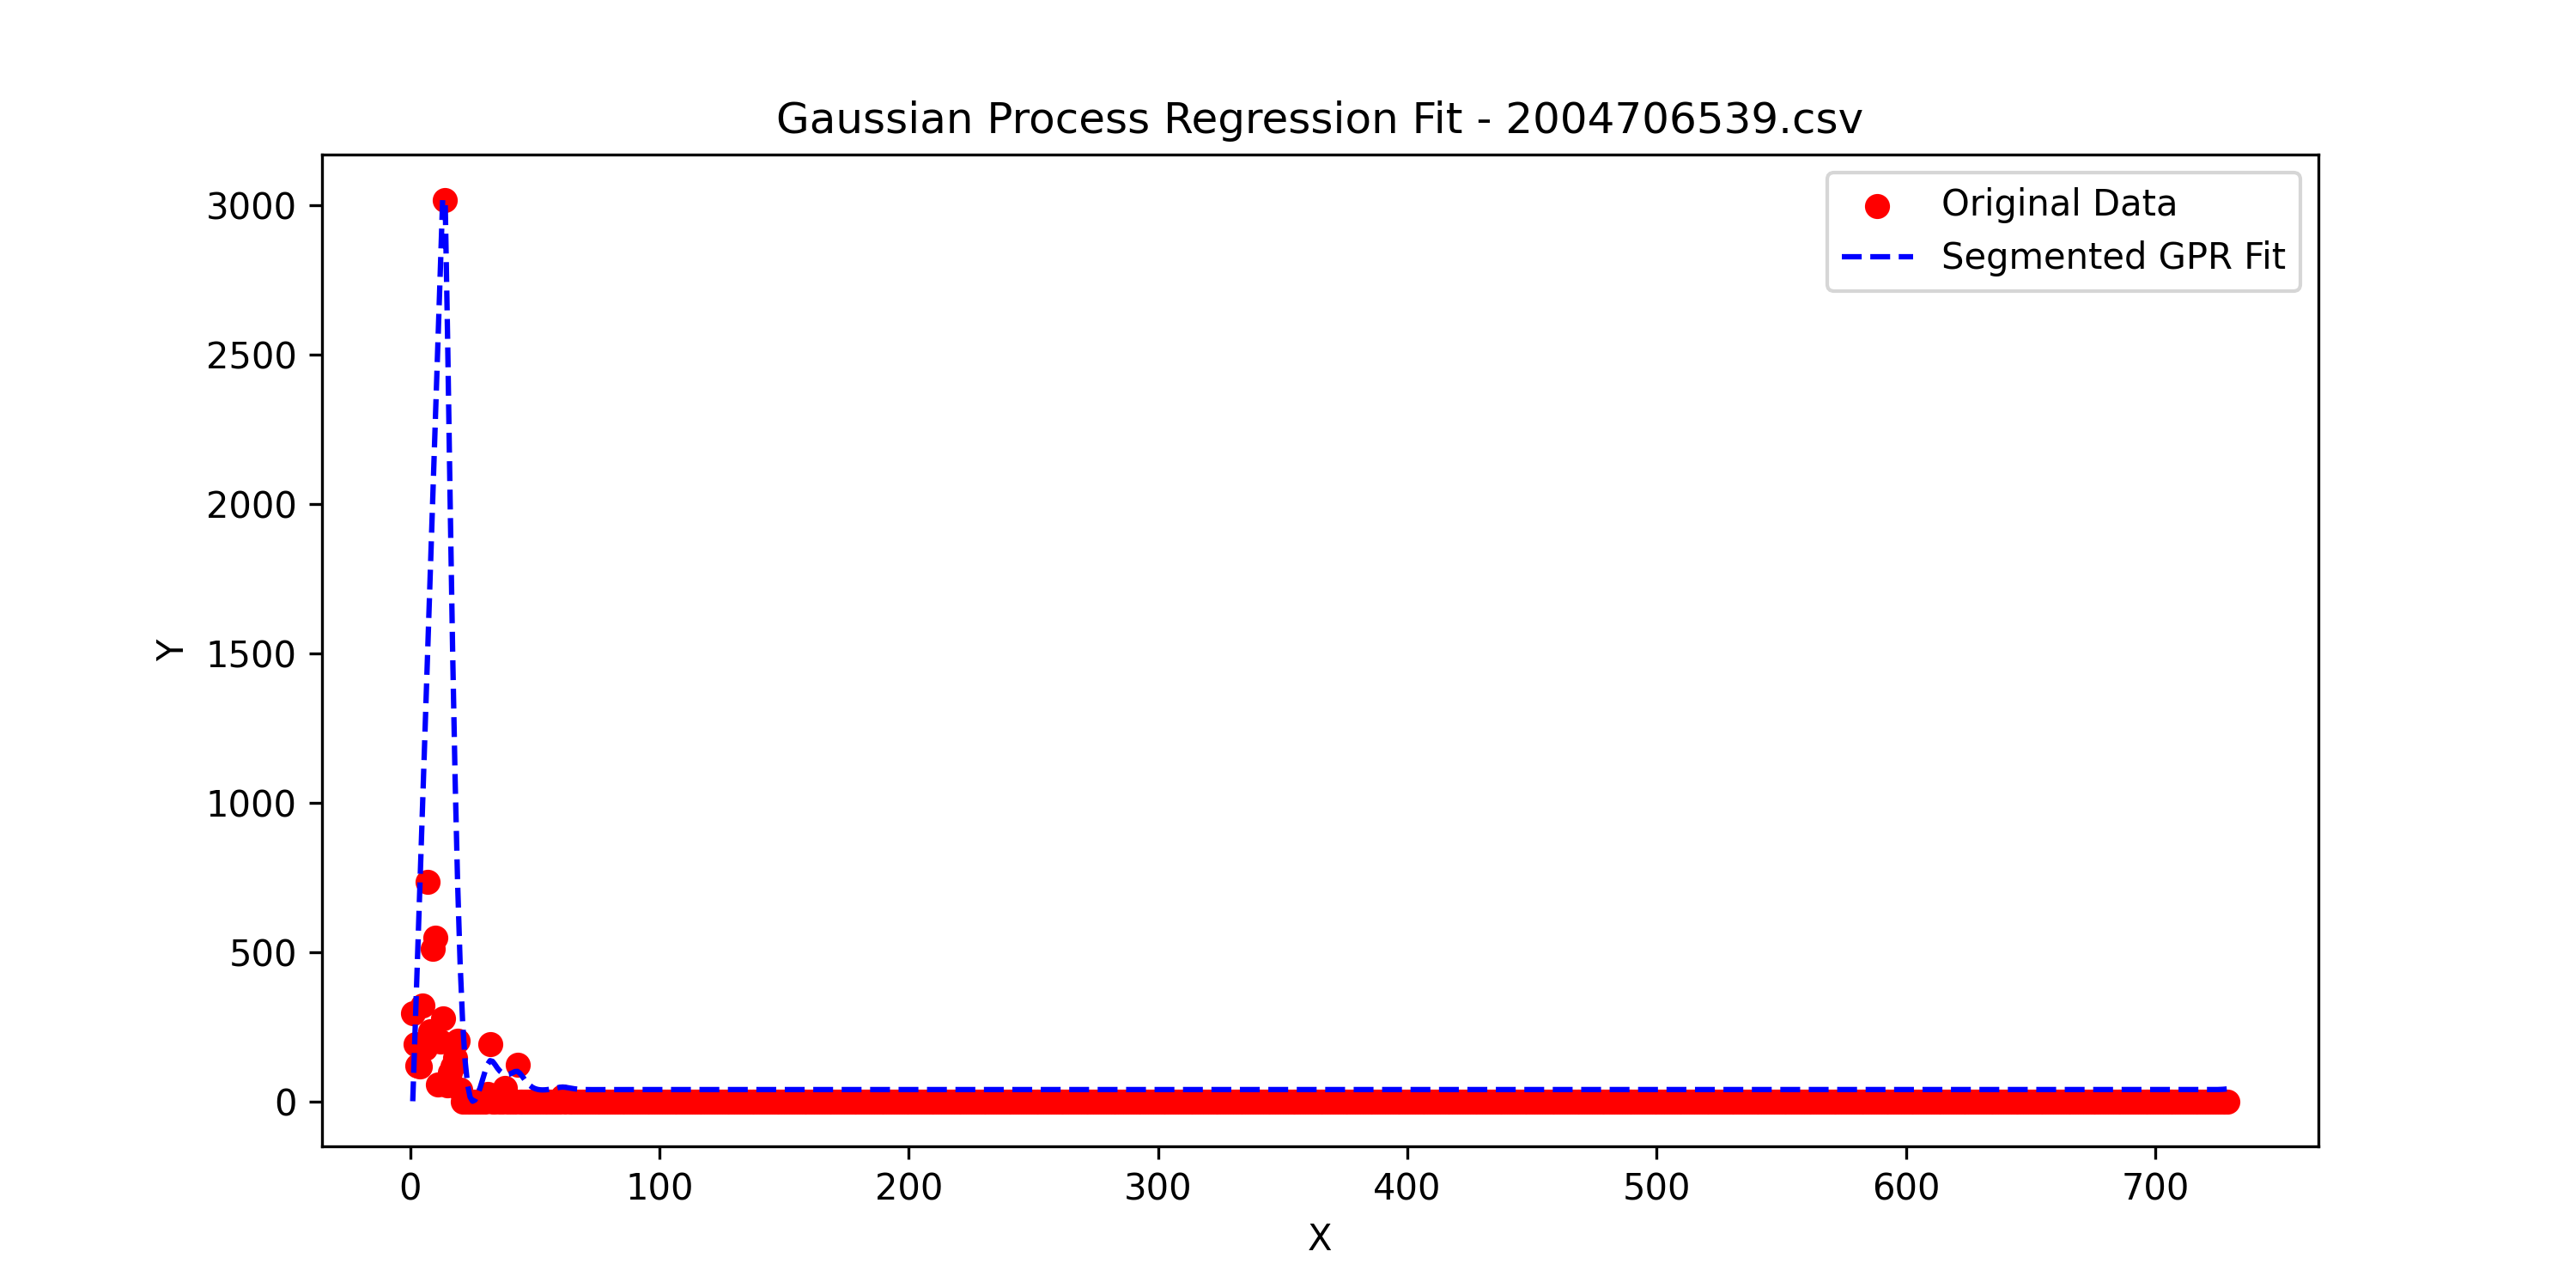 Gaussian Process Regression Fit - 2004706539.csv
Original Data
Segmented GPR Fit
3000
2500
2000
1500
1000
500
0
Y
0 100 200 300 400 500 600 700
X